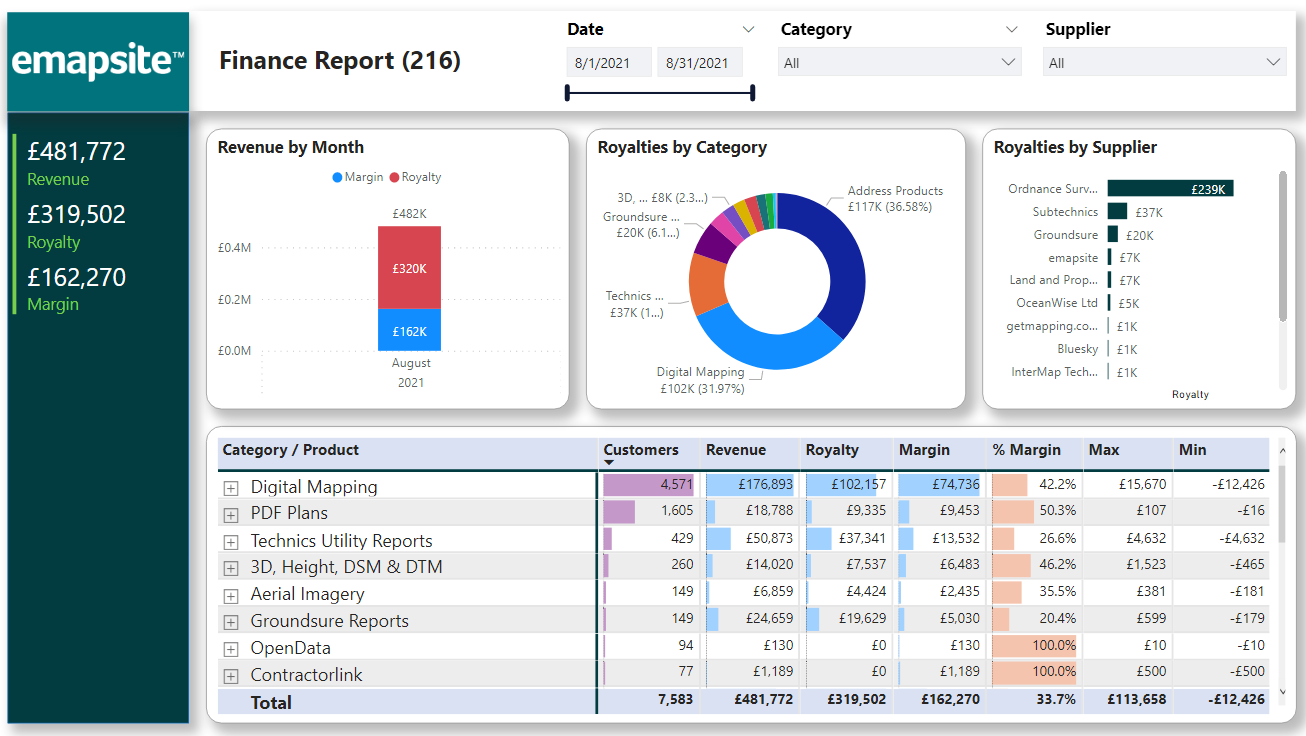 emapsite™
Finance Report (216)
Date
8/1/2021 8/31/2021
Category
All
Supplier
All
£481,772
Revenue
£319,502
Royalty
£162,270
Margin
Revenue by Month
Margin Royalty
£482K
£0.4M
£320K
£0.2M
£162K
£0.0M
August
2021
Royalties by Category
3D, ... £8K (2.3...)
Groundsure ...
£20K (6.1...)
Technics ...
£37K (1...)
Digital Mapping
£102K (31.97%)
Address Products
£117K (36.58%)
Royalties by Supplier
Ordnance Surv... £239K
Subtechnics £37K
Groundsure £20K
emapsite £7K
Land and Prop... £7K
OceanWise Ltd £5K
getmapping.co... £1K
Bluesky £1K
InterMap Tech... £1K
Royalty
Category / Product Customers Revenue Royalty Margin % Margin Max Min
Digital Mapping 4,571 £176,893 £102,157 £74,736 42.2% £15,670 -£12,426
PDF Plans 1,605 £18,788 £9,335 £9,453 50.3% £107 -£16
Technics Utility Reports 429 £50,873 £37,341 £13,532 26.6% £4,632 -£4,632
3D, Height, DSM & DTM 260 £14,020 £7,537 £6,483 46.2% £1,523 -£465
Aerial Imagery 149 £6,859 £4,424 £2,435 35.5% £381 -£181
Groundsure Reports 149 £24,659 £19,629 £5,030 20.4% £599 -£179
OpenData 94 £130 £0 £130 100.0% £10 -£10
Contractorlink 77 £1,189 £0 £1,189 100.0% £500 -£500
Total 7,583 £481,772 £319,502 £162,270 33.7% £113,658 -£12,426